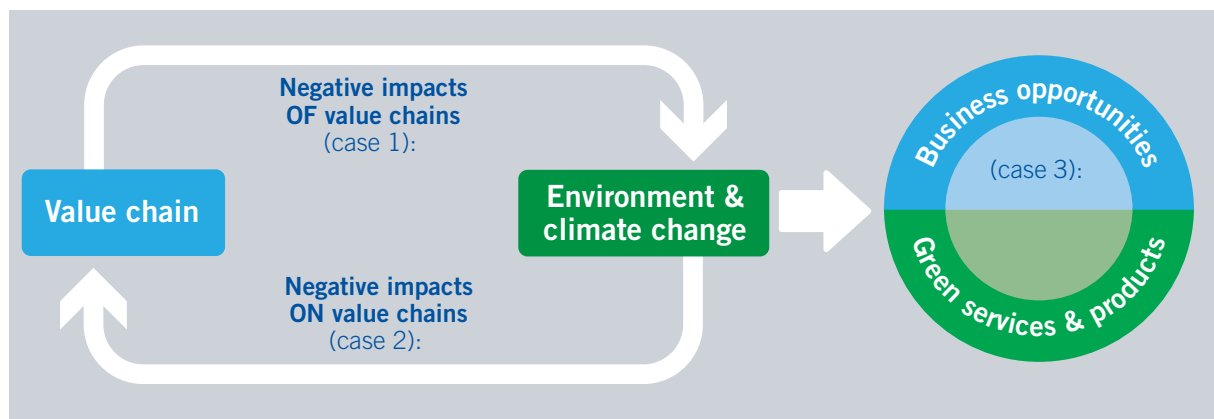 Negative impacts
OF value chains
(case 1):
Value chain
Environment &
climate change
Negative impacts
ON value chains
(case 2):
Business opportunities
(case 3):
Green services & products